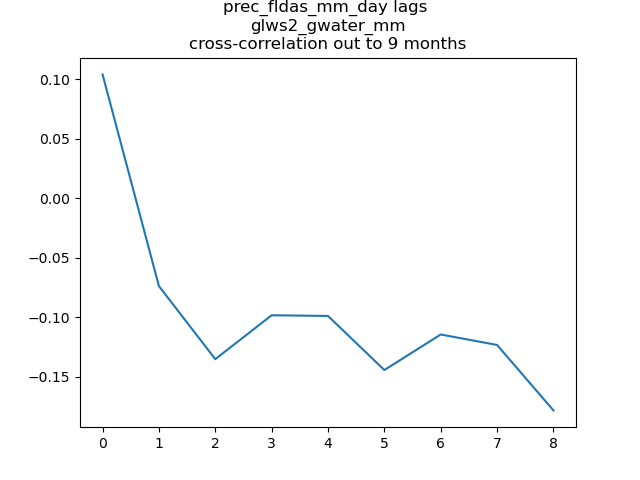 prec_fldas_mm_day lags
glws2_gwater_mm
cross-correlation out to 9 months
0.10
0.05
0.00
−0.05
−0.10
−0.15
0 1 2 3 4 5 6 7 8